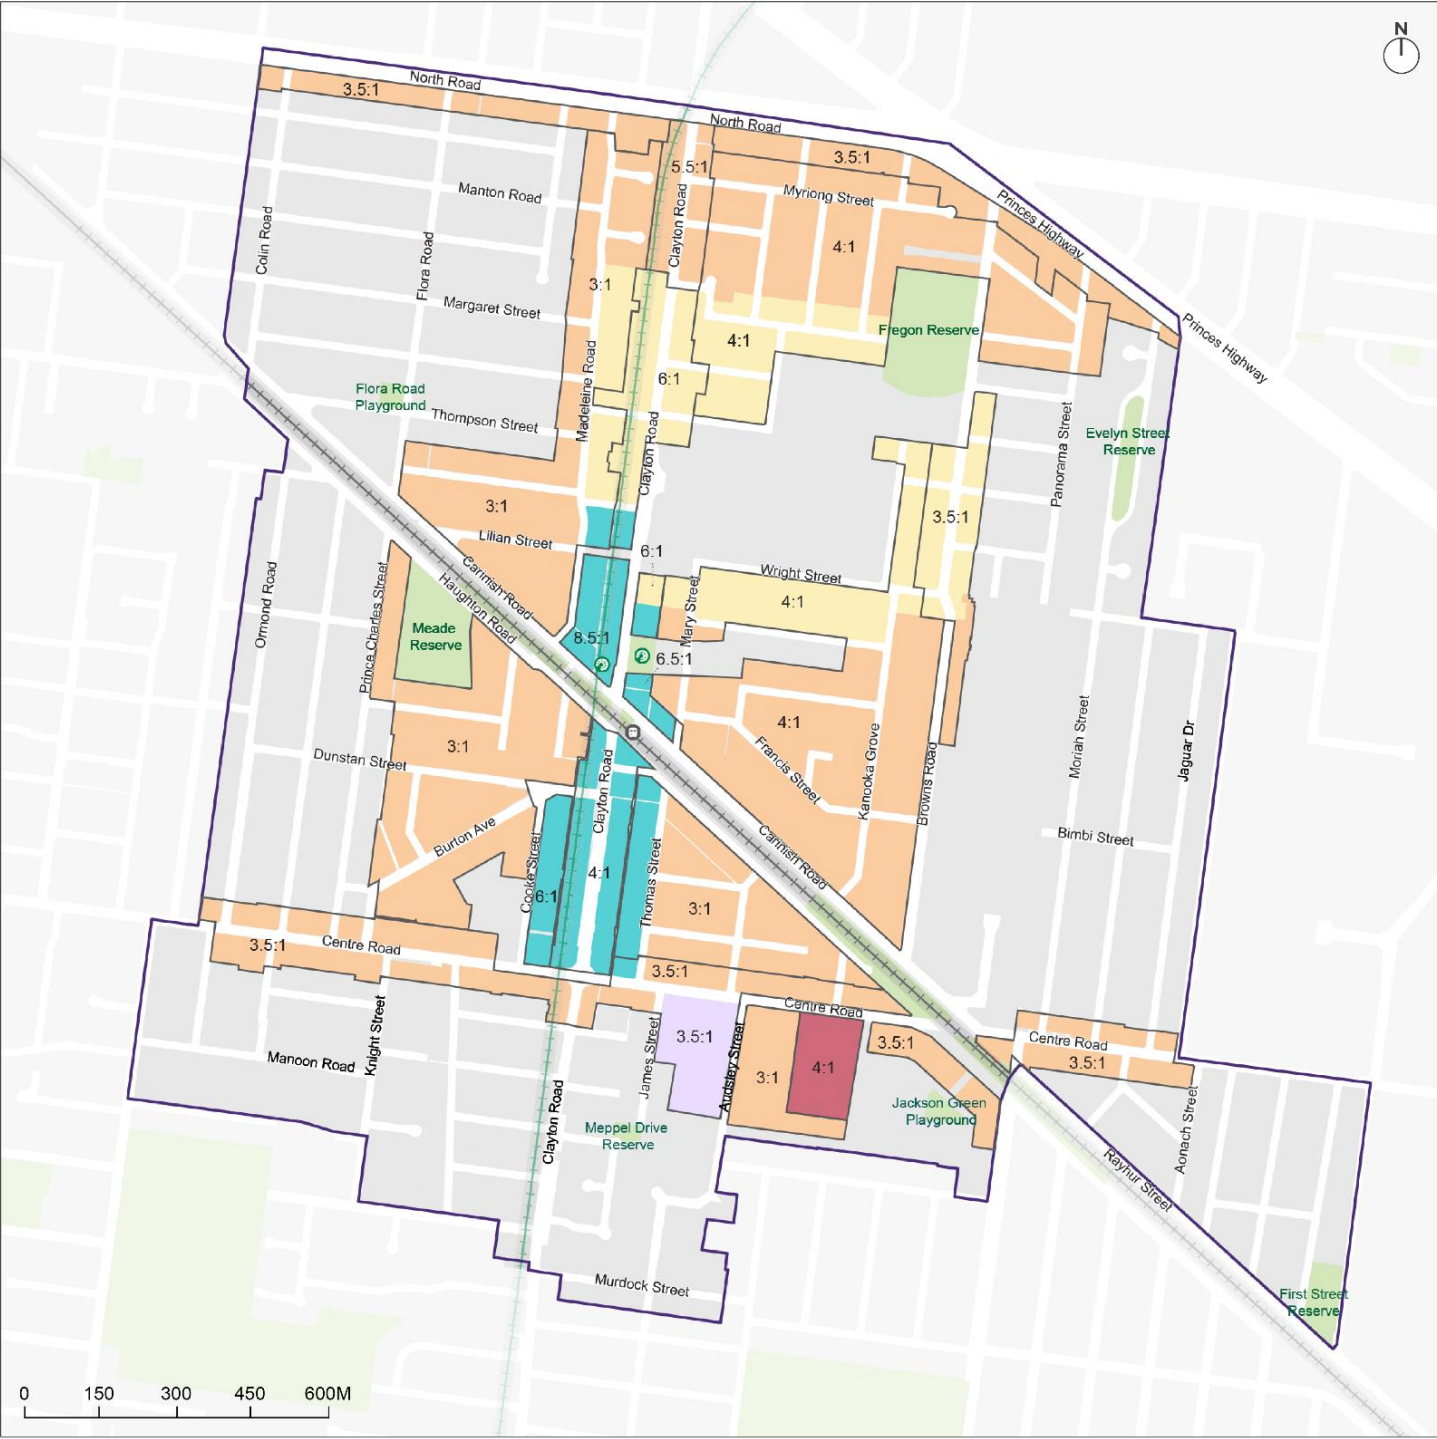 N
North Road
3.5:1
North Road
5.5:1
3.5:1
Manton Road
Myriong Street
Princes Highway
Colin Road
Flora Road
Clayton Road
4:1
3:1
Margaret Street
Fregon Reserve
Princes Highway
4:1
Madeleine Road
6:1
Flora Road
Playground
Thompson Street
Clayton Road
Panorama Street
Evelyn Street
Reserve
3:1
3.5:1
Lilian Street
6:1
Carinish Road
Haughton Road
Wright Street
4:1
Ormond Road
Prince Charles Street
Meade
Reserve
Mary Street
8.5:1
6.5:1
4:1
3:1
Dunstan Street
Francis Street
Kanooka Grove
Browns Road
Moriah Street
Jaguar Dr
Clayton Road
Burton Ave
Carinish Road
Bimbi Street
Cooke Street
4:1
6:1
Thomas Street
3:1
3.5:1
Centre Road
3.5:1
Centre Road
Knight Street
3.5:1
James Street
Audsley Street
3:1
4:1
3.5:1
Centre Road
3.5:1
Manoon Road
Clayton Road
Meppel Drive
Reserve
Jackson Green
Playground
Aonach Street
Rayhur Street
Murdock Street
First Street
Reserve
0 150 300 450 600M